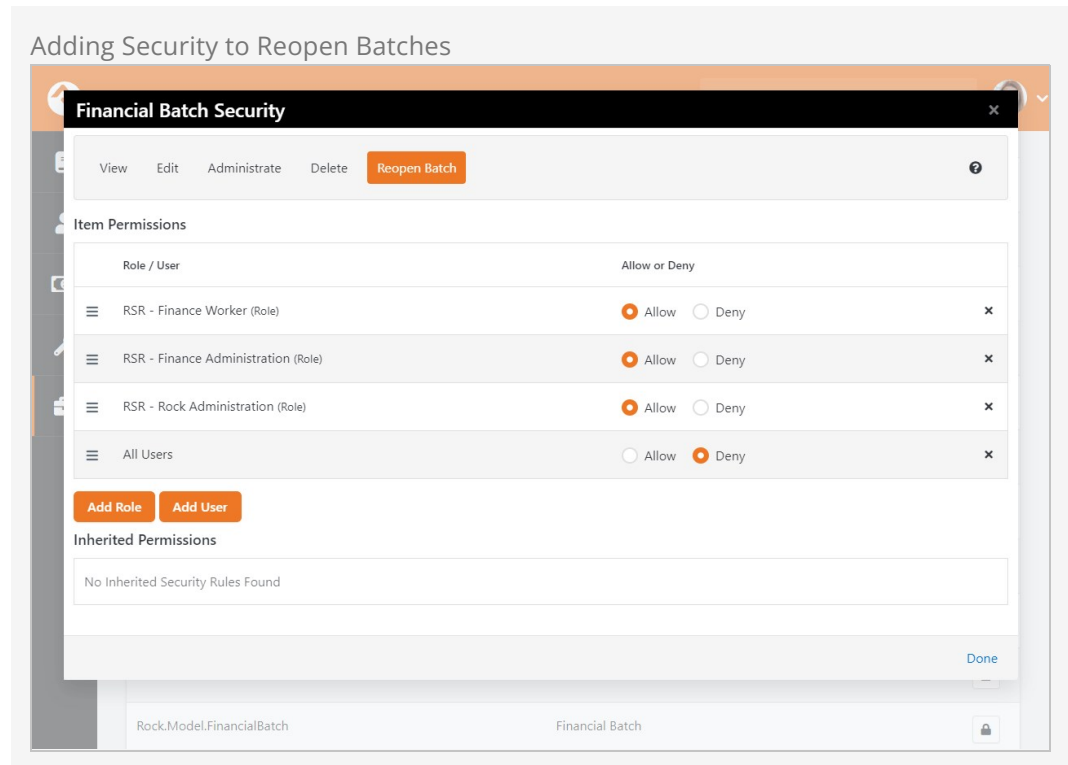 Adding Security to Reopen Batches
Financial Batch Security ×
View Edit Administrate Delete Reopen Batch ?
Item Permissions
Role / User Allow or Deny
RSR - Finance Worker (Role) Allow Deny ×
RSR - Finance Administration (Role) Allow Deny ×
RSR - Rock Administration (Role) Allow Deny ×
All Users Allow Deny ×
Add Role Add User
Inherited Permissions
No Inherited Security Rules Found
Done
Rock.Model.FinancialBatch Financial Batch